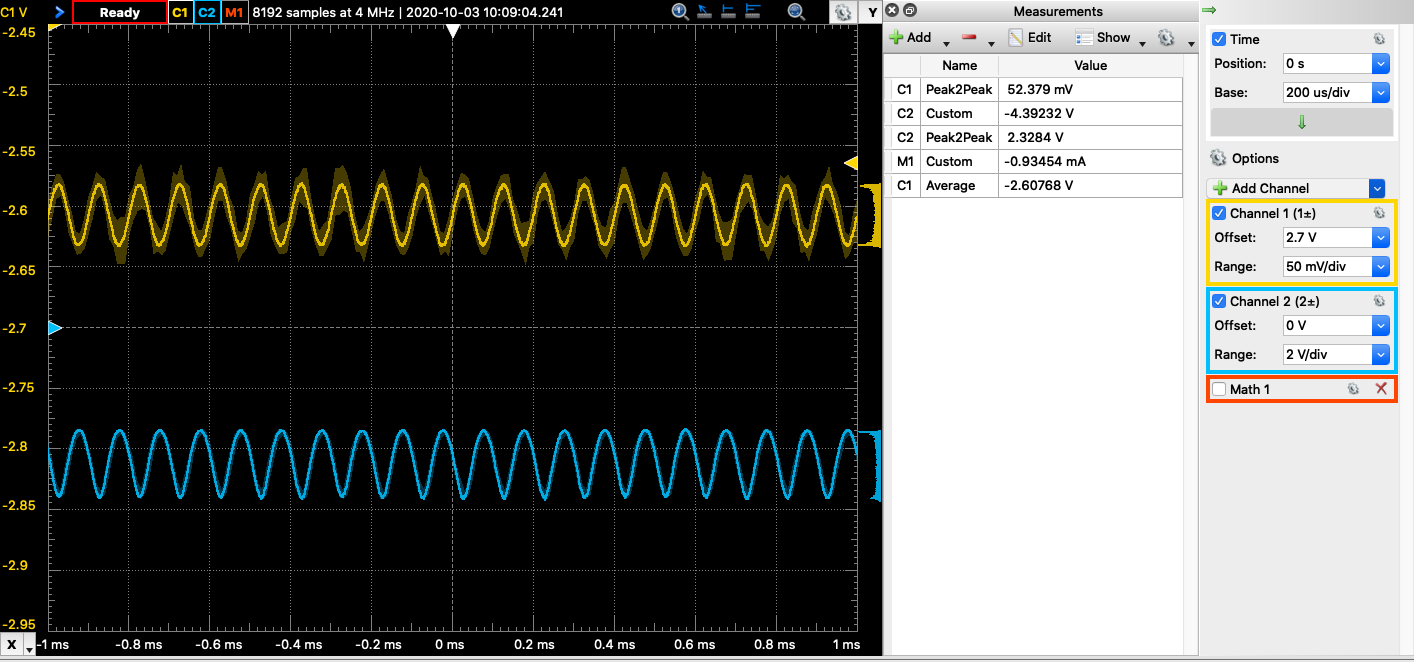 C1 V
Ready
C1 C2 M1 8192 samples at 4 MHz | 2020-10-03 10:09:04.241
Y
-2.45
-2.5
-2.55
-2.6
-2.65
-2.7
-2.75
-2.8
-2.85
-2.9
-2.95
X
-1 ms -0.8 ms -0.6 ms -0.4 ms -0.2 ms 0 ms 0.2 ms 0.4 ms 0.6 ms 0.8 ms 1 ms
Measurements
Add Edit Show
Name Value
C1 Peak2Peak 52.379 mV
C2 Custom -4.39232 V
C2 Peak2Peak 2.3284 V
M1 Custom -0.93454 mA
C1 Average -2.60768 V
Time
Position: 0 s
Base: 200 us/div
Options
Add Channel
Channel 1 (1±)
Offset: 2.7 V
Range: 50 mV/div
Channel 2 (2±)
Offset: 0 V
Range: 2 V/div
Math 1